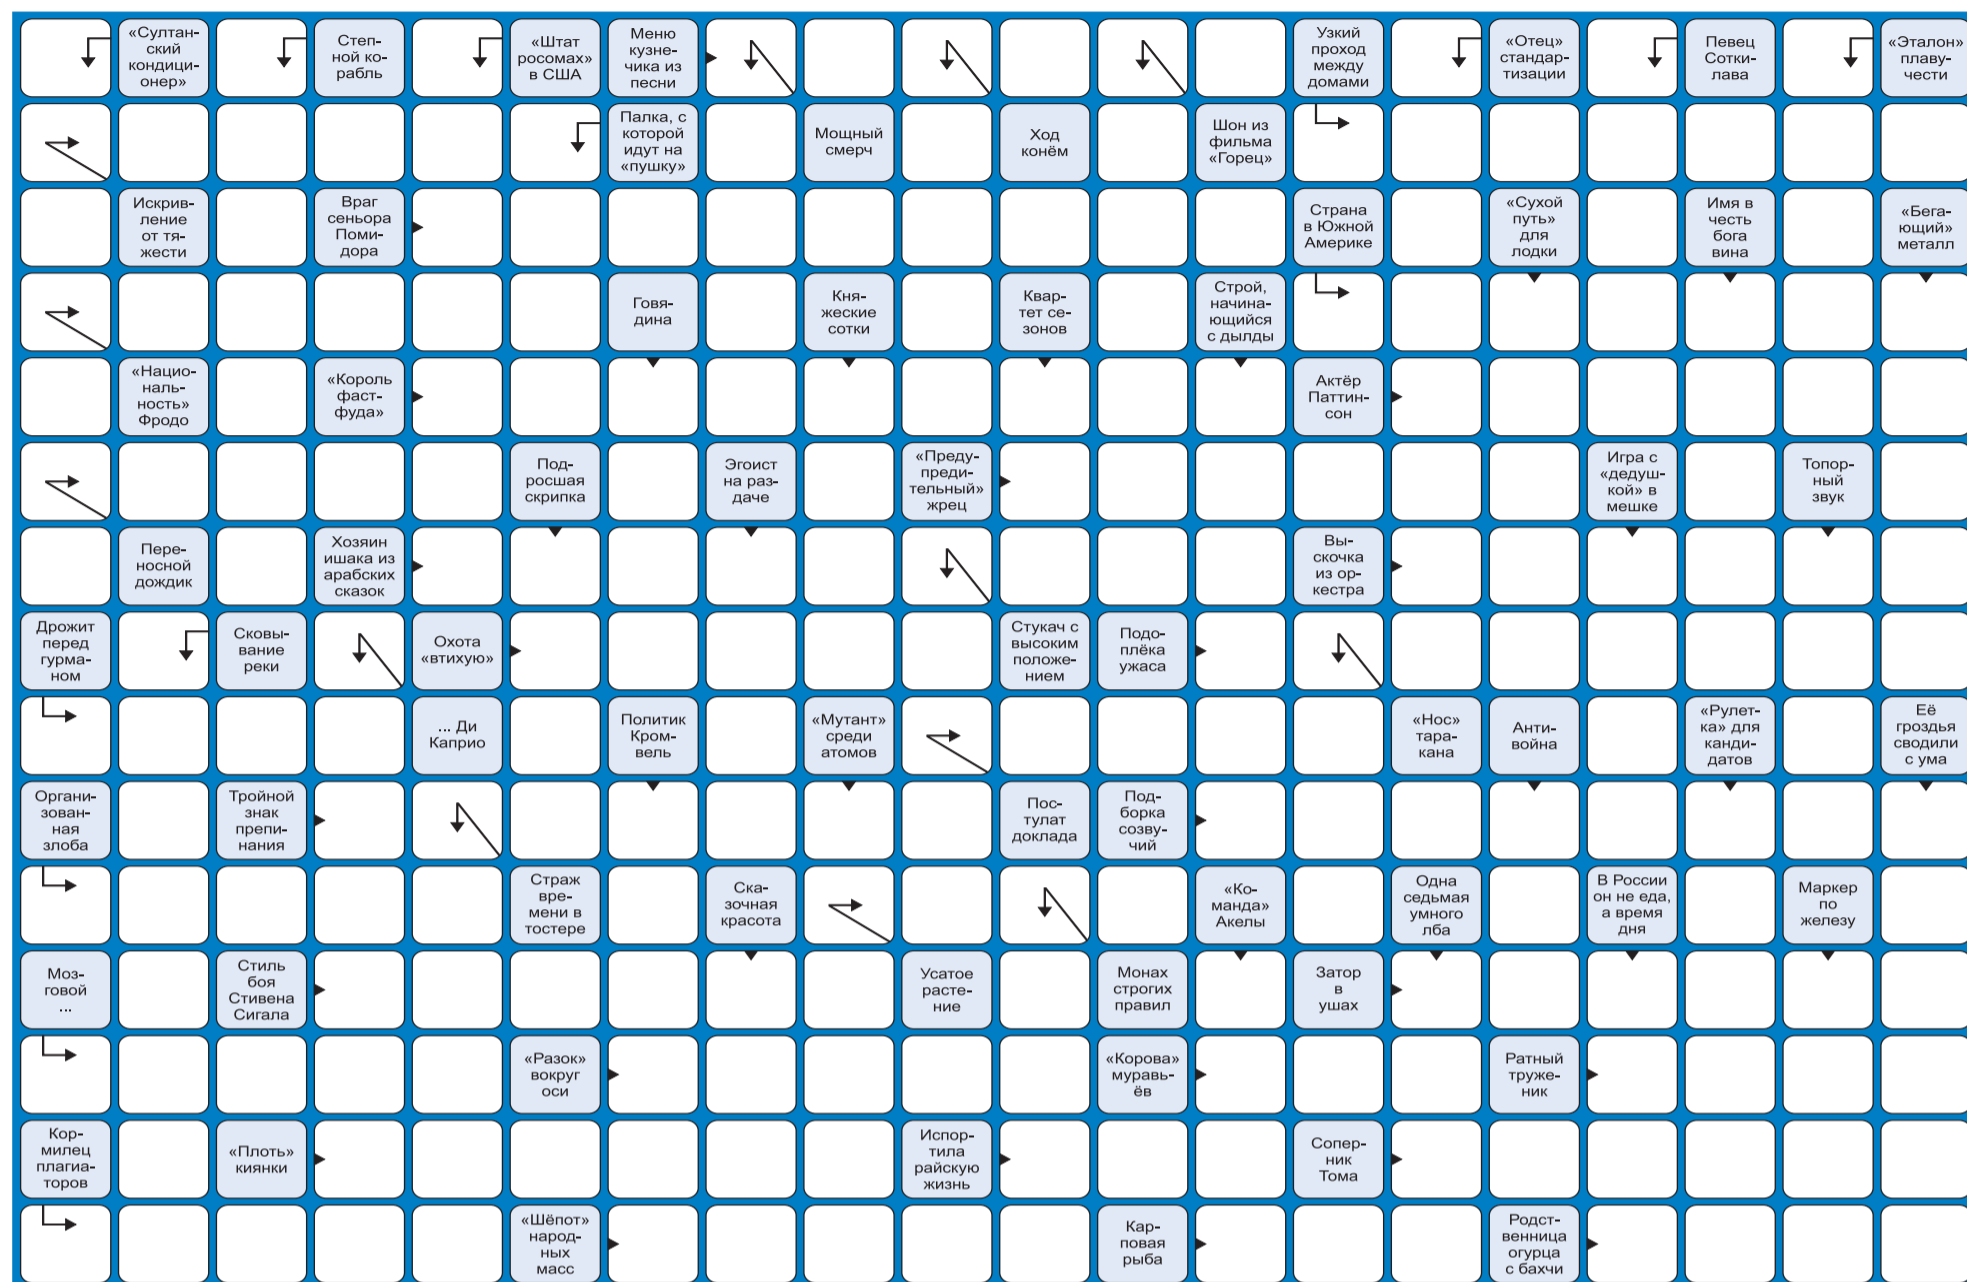 «Султан-
ский
кондици-
онер»
Степ-
ной ко-
рабль
«Штат
росомах»
в США
Меню
кузне-
чика из
песни
Узкий
проход
между
домами
«Отец»
стандар-
тизации
Певец
Сотки-
лава
«Эталон»
плаву-
чести
Палка, с
которой
идут на
«пушку»
Мощный
смерч
Ход
конём
Шон из
фильма
«Горец»
Искрив-
ление
от тя-
жести
Враг
сеньора
Поми-
дора
Страна
в Южной
Америке
«Сухой
путь»
для
лодки
Имя в
честь
бога
вина
«Бега-
ющий»
металл
Говя-
дина
Кня-
жеские
сотки
Квар-
тет се-
зонов
Строй,
начина-
ющийся
с дылды
«Нацио-
наль-
ность»
Фродо
«Король
фаст-
фуда»
Актёр
Паттин-
сон
Под-
росшая
скрипка
Эгоист
на раз-
даче
«Преду-
преди-
тельный»
жрец
Игра с
«дедуш-
кой» в
мешке
Топор-
ный
звук
Пере-
носной
дождик
Хозяин
ишака из
арабских
сказок
Вы-
скочка
из ор-
кестра
Дрожит
перед
гурма-
ном
Сковы-
вание
реки
Охота
«втихую»
Стукач с
высоким
положе-
нием
Подо-
плёка
ужаса
... Ди
Каприо
Политик
Кром-
вель
«Мутант»
среди
атомов
«Нос»
тара-
кана
Анти-
война
«Рулет-
ка» для
канди-
датов
Её
гроздья
сводили
с ума
Органи-
зован-
ная
злоба
Тройной
знак
препи-
нания
Пос-
тулат
доклада
Под-
борка
созву-
чий
Страж
вре-
мени в
тостере
Ска-
зочная
красота
«Ко-
манда»
Акелы
Одна
седьмая
умного
лба
В России
он не еда,
а время
дня
Маркер
по
железу
Моз-
говой
...
Стиль
боя
Стивена
Сигала
Усатое
расте-
ние
Монах
строгих
правил
Затор
в
ушах
«Разок»
вокруг
оси
«Корова»
муравь-
ёв
Ратный
труже-
ник
Кор-
милец
плагиа-
торов
«Плоть»
киянки
Испор-
тила
райскую
жизнь
Сопер-
ник
Тома
«Шёпот»
народ-
ных
масс
Кар-
повая
рыба
Родст-
венница
огурца
с бахчи